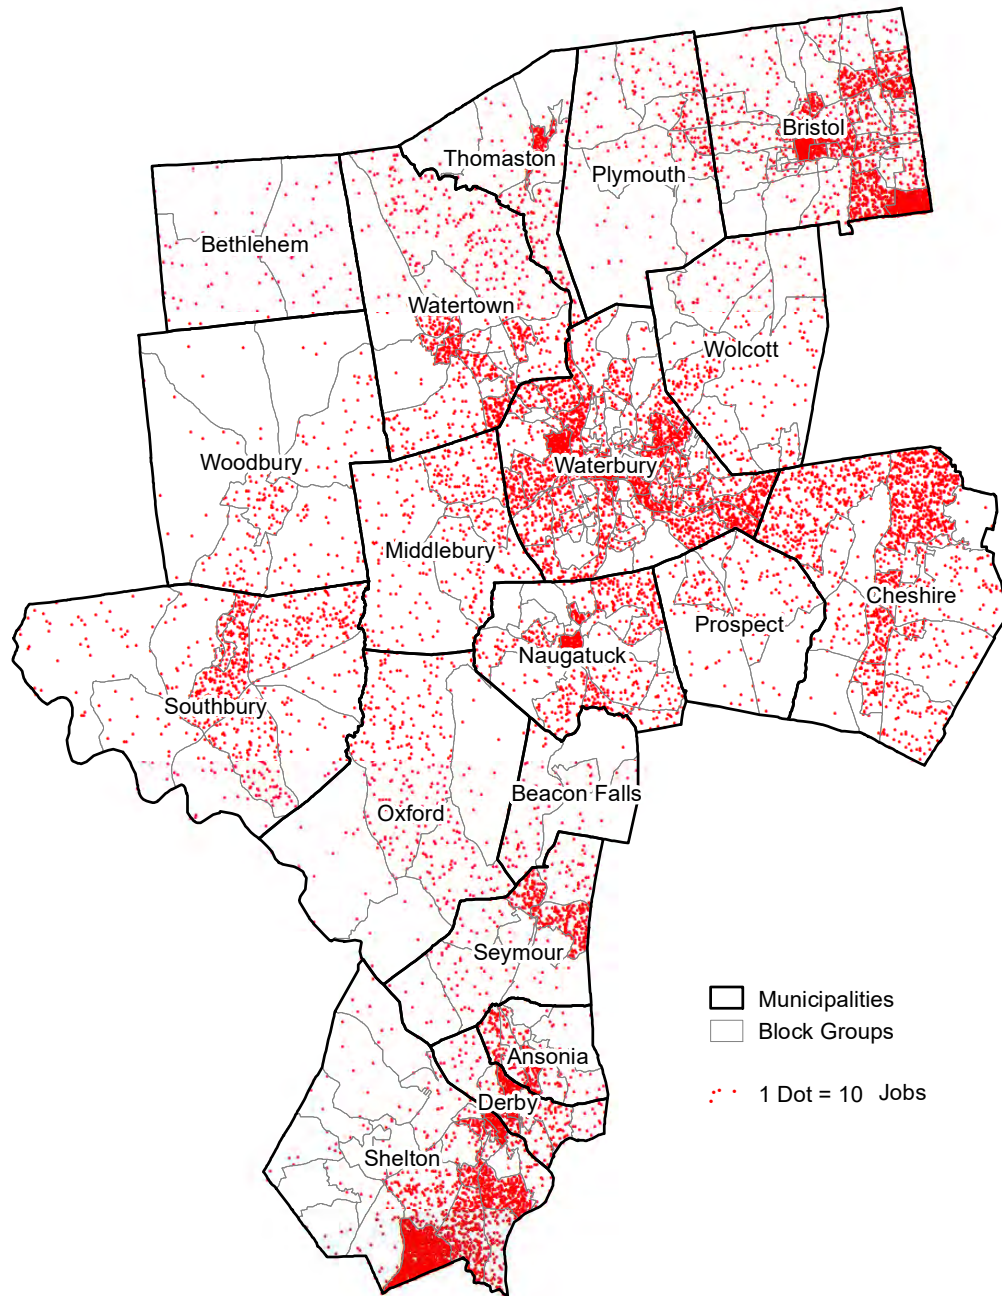 Bristol
Thomaston
Plymouth
Bethlehem
Watertown
Wolcott
Woodbury
Waterbury
Middlebury
Cheshire
Prospect
Naugatuck
Southbury
Beacon Falls
Oxford
Seymour
Municipalities
Block Groups
Ansonia
1 Dot = 10 Jobs
Derby
Shelton